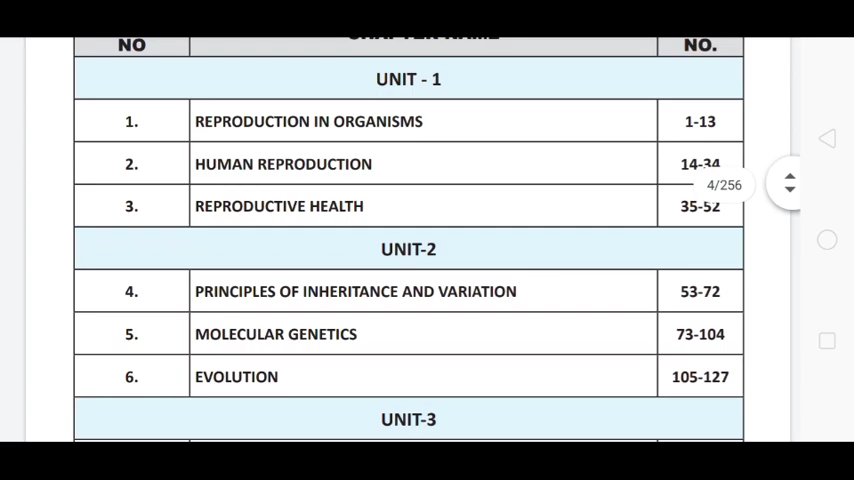 NO NO.
UNIT - 1
1. REPRODUCTION IN ORGANISMS 1-13
2. HUMAN REPRODUCTION 14-34
4/256
3. REPRODUCTIVE HEALTH 35-52
UNIT-2
4. PRINCIPLES OF INHERITANCE AND VARIATION 53-72
5. MOLECULAR GENETICS 73-104
6. EVOLUTION 105-127
UNIT-3